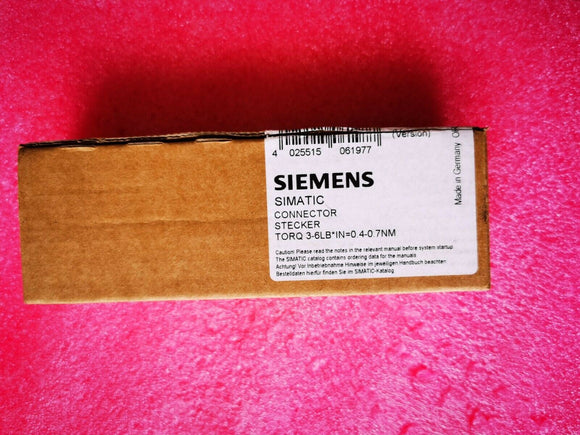 (Version)
4 025515 061977
SIEMENS
SIMATIC
CONNECTOR
STECKER
TORQ 3-6LB*IN=0.4-0.7NM
Caution! Please read the notes in the relevant manual before system startup
The SIMATIC catalog contains ordering data for the manuals
Achtung! Vor Inbetriebnahme Hinweise im jeweiligen Handbuch beachten.
Bestelldaten hierfür finden Sie im SIMATIC-Katalog
Made in Germany